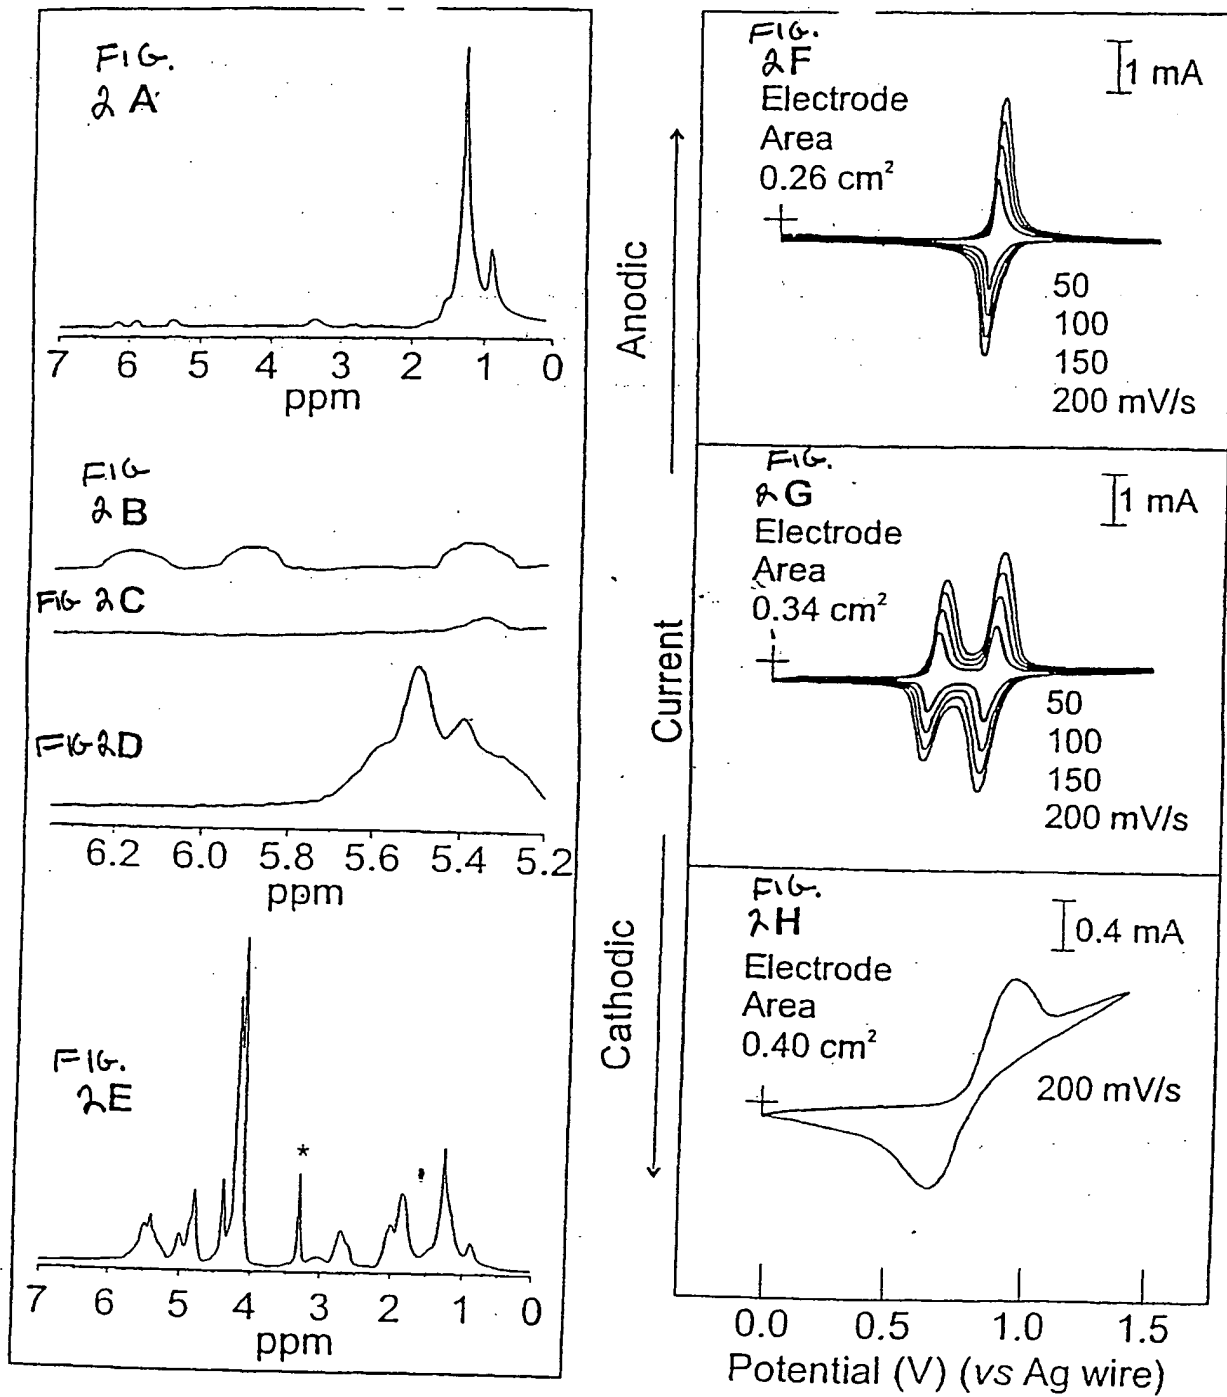 FIG.
2 A
7 6 5 4 3 2 1 0
ppm
FIG
2 B
FIG 2C
FIG 2D
6.2 6.0 5.8 5.6 5.4 5.2
ppm
FIG.
2E
*
7 6 5 4 3 2 1 0
ppm
Anodic
Current
Cathodic
FIG.
2F
1 mA
Electrode
Area
0.26 cm²
50
100
150
200 mV/s
FIG.
2G
1 mA
Electrode
Area
0.34 cm²
50
100
150
200 mV/s
FIG.
2H
0.4 mA
Electrode
Area
0.40 cm²
200 mV/s
0.0 0.5 1.0 1.5
Potential (V) (vs Ag wire)